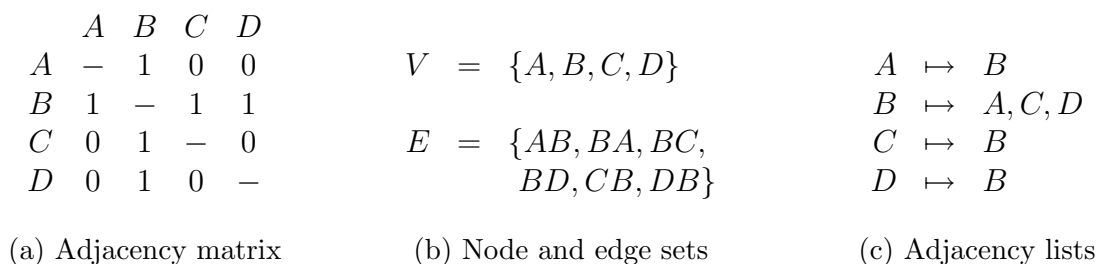 A B C D
A − 1 0 0
B 1 − 1 1
C 0 1 − 0
D 0 1 0 −
(a) Adjacency matrix
V = {A, B, C, D}
E = {AB, BA, BC,
BD, CB, DB}
(b) Node and edge sets
A ↦ B
B ↦ A, C, D
C ↦ B
D ↦ B
(c) Adjacency lists